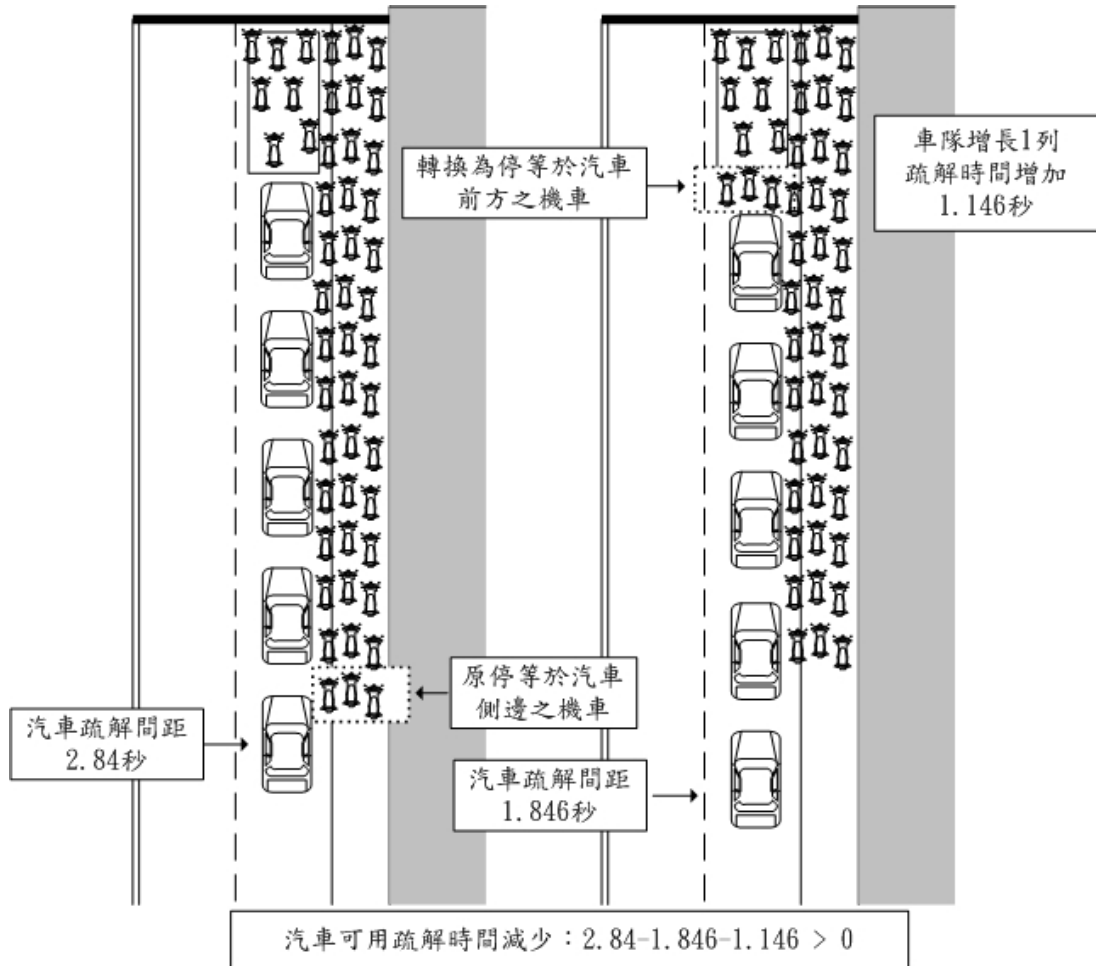 轉換為停等於汽車
前方之機車
車隊增長1列
疏解時間增加
1.146秒
原停等於汽車
側邊之機車
汽車疏解間距
2.84秒
汽車疏解間距
1.846秒
汽車可用疏解時間減少：2.84-1.846-1.146 > 0